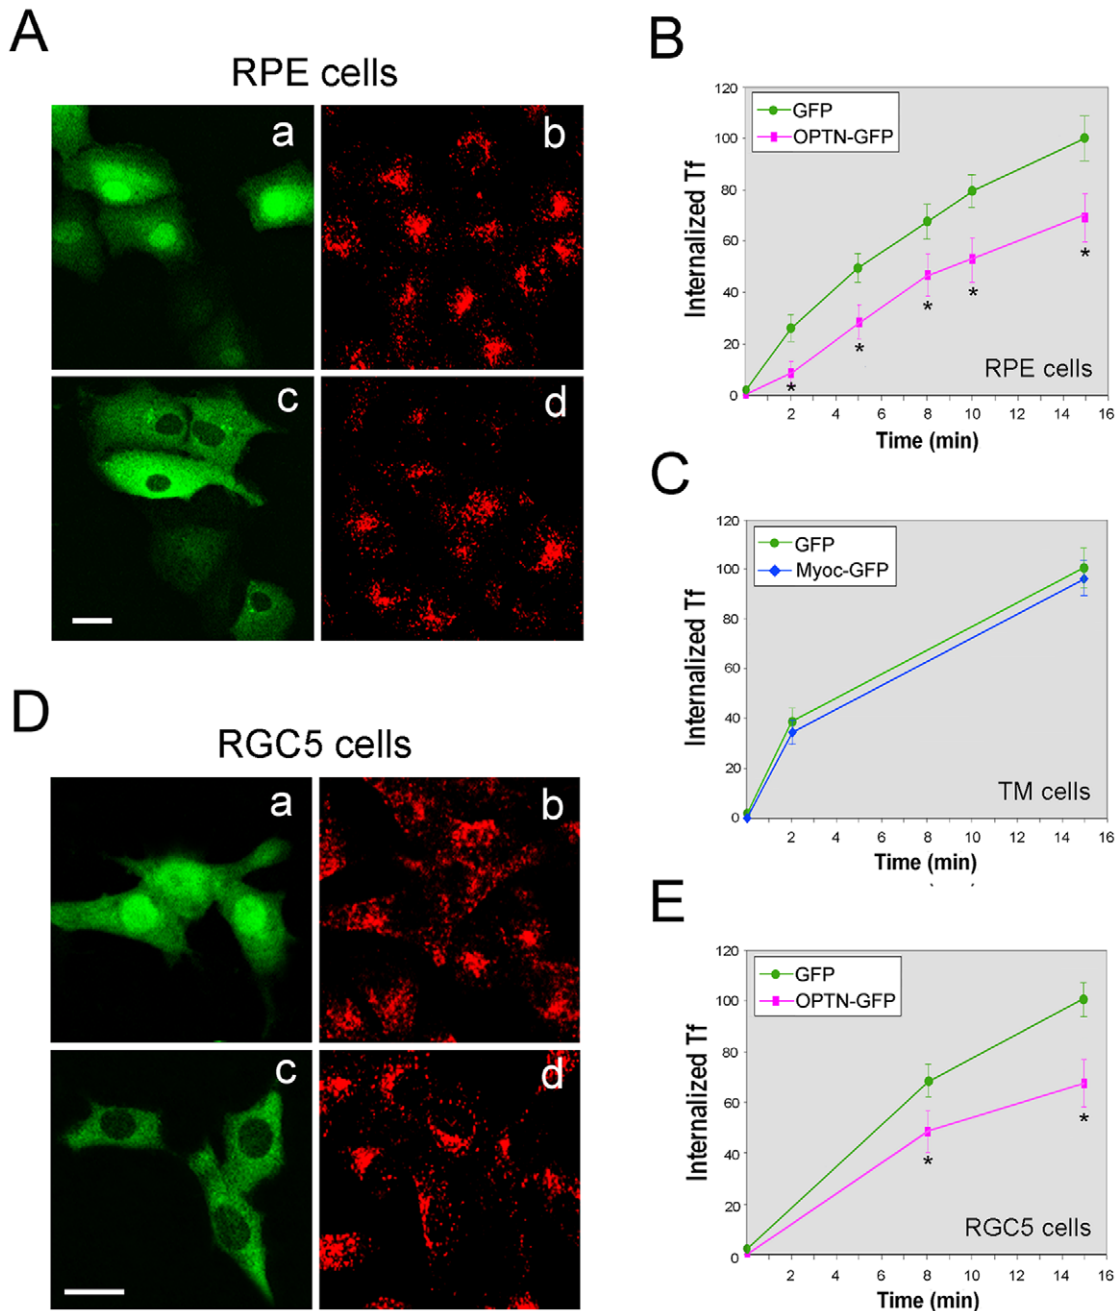 A
RPE cells
a
b
c
d
B
120
100
80
60
40
20
0
GFP
OPTN-GFP
Internalized Tf
*
*
*
*
*
RPE cells
2 4 6 8 10 12 14 16
Time (min)
C
120
100
80
60
40
20
0
GFP
Myoc-GFP
Internalized Tf
TM cells
2 4 6 8 10 12 14 16
Time (min)
D
RGC5 cells
a
b
c
d
E
120
100
80
60
40
20
0
GFP
OPTN-GFP
Internalized Tf
*
*
RGC5 cells
2 4 6 8 10 12 14 16
Time (min)